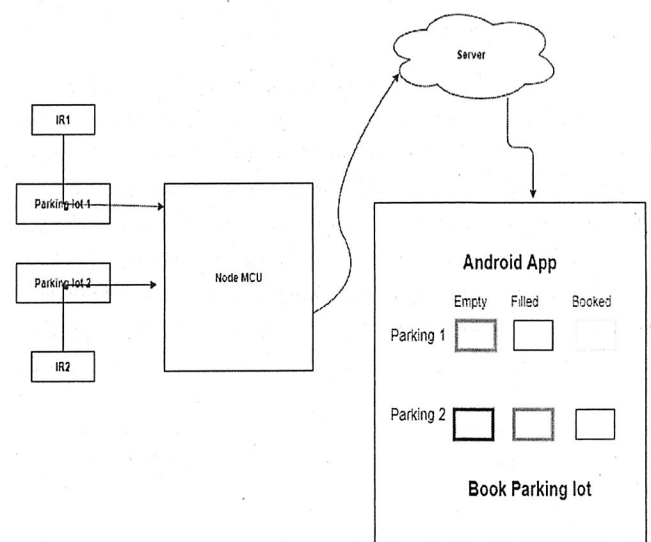 Server
IR1
Parking lot 1
Parking lot 2
Node MCU
IR2
Android App
Empty Filled Booked
Parking 1
Parking 2
Book Parking lot